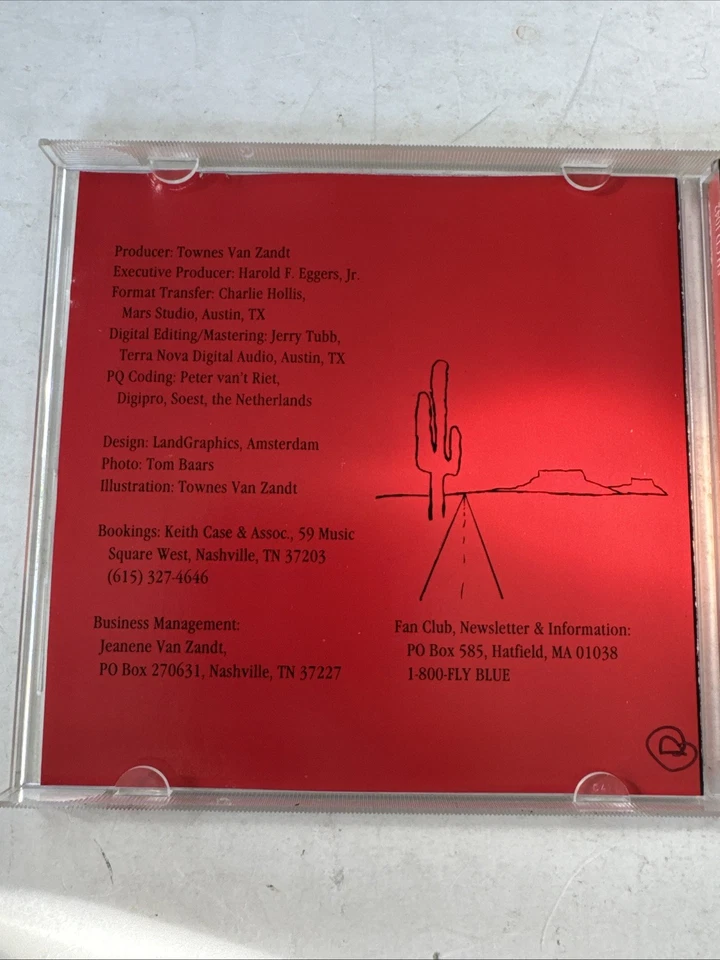 Producer: Townes Van Zandt
Executive Producer: Harold F. Eggers, Jr.
Format Transfer: Charlie Hollis,
Mars Studio, Austin, TX
Digital Editing/Mastering: Jerry Tubb,
Terra Nova Digital Audio, Austin, TX
PQ Coding: Peter van't Riet,
Digipro, Soest, the Netherlands
Design: LandGraphics, Amsterdam
Photo: Tom Baars
Illustration: Townes Van Zandt
Bookings: Keith Case & Assoc., 59 Music
Square West, Nashville, TN 37203
(615) 327-4646
Business Management:
Jeanene Van Zandt,
PO Box 270631, Nashville, TN 37227
Fan Club, Newsletter & Information:
PO Box 585, Hatfield, MA 01038
1-800-FLY BLUE